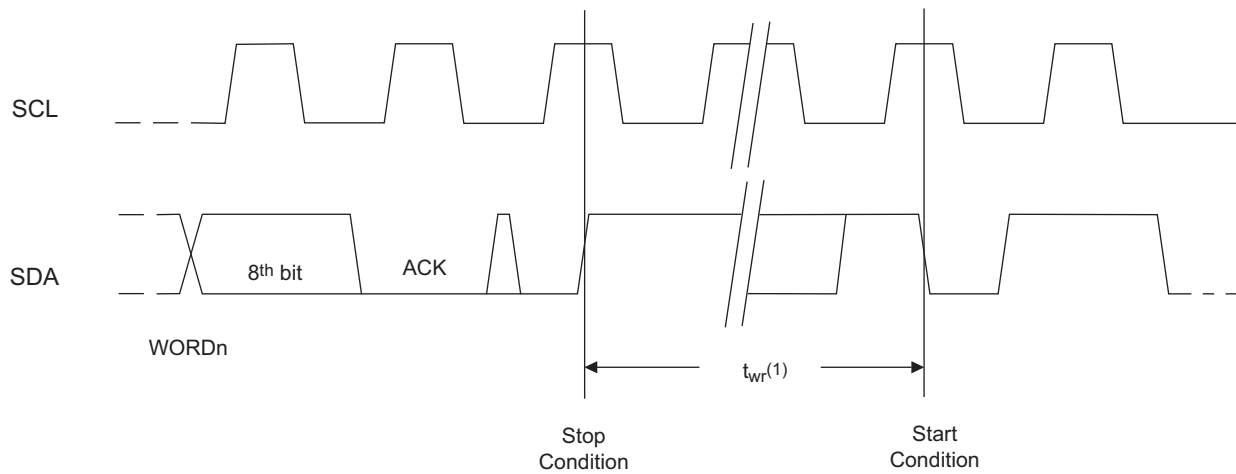 SCL
SDA
8th bit
ACK
WORDn
twr(1)
Stop
Condition
Start
Condition